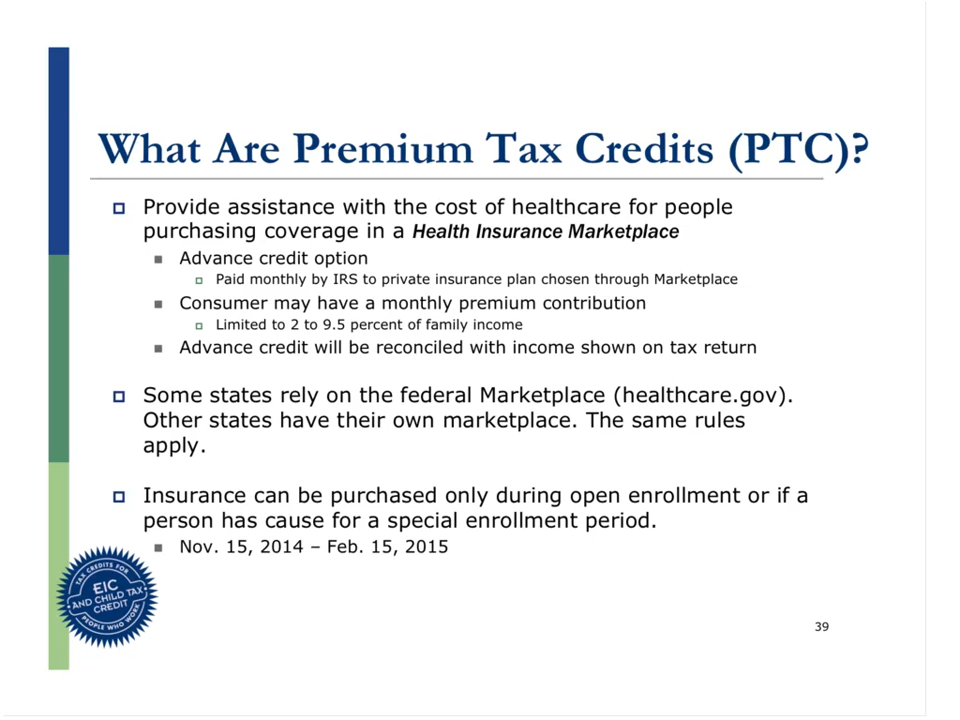 What Are Premium Tax Credits (PTC)?
Provide assistance with the cost of healthcare for people
purchasing coverage in a Health Insurance Marketplace
Advance credit option
Paid monthly by IRS to private insurance plan chosen through Marketplace
Consumer may have a monthly premium contribution
Limited to 2 to 9.5 percent of family income
Advance credit will be reconciled with income shown on tax return
Some states rely on the federal Marketplace (healthcare.gov).
Other states have their own marketplace. The same rules
apply.
Insurance can be purchased only during open enrollment or if a
person has cause for a special enrollment period.
Nov. 15, 2014 – Feb. 15, 2015
TAX CREDITS FOR
EIC
AND CHILD TAX
CREDIT
PEOPLE WHO WORK
39